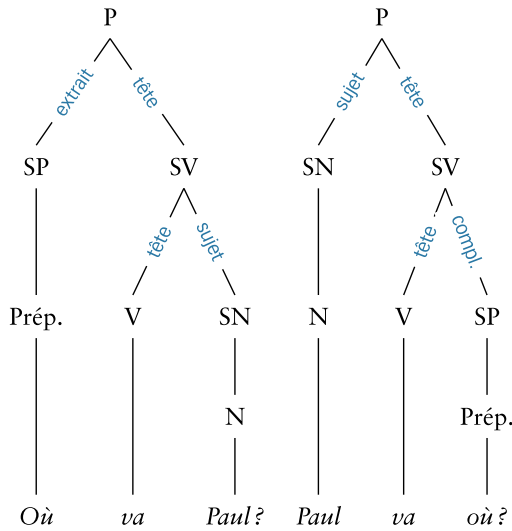 P P
extrait tête sujet tête
SP SV SN SV
tête sujet tête compl.
Prép. V SN N V SP
N Prép.
Où va Paul ? Paul va où ?